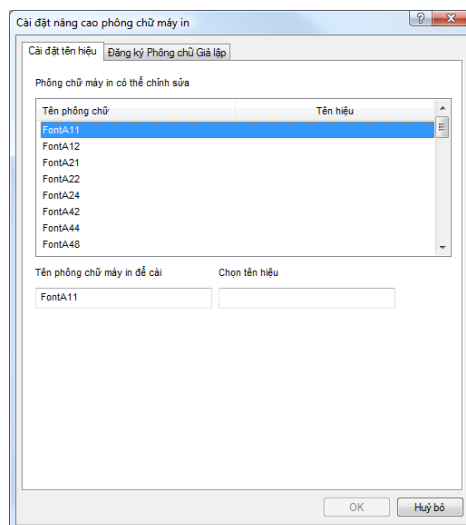 Cài đặt nâng cao phông chữ máy in
Cài đặt tên hiệu Đăng ký Phông chữ Giả lập
Phông chữ máy in có thể chỉnh sửa
Tên phông chữ Tên hiệu
FontA11
FontA12
FontA21
FontA22
FontA24
FontA42
FontA44
FontA48
Tên phông chữ máy in để cài Chọn tên hiệu
FontA11
OK Huỷ bỏ